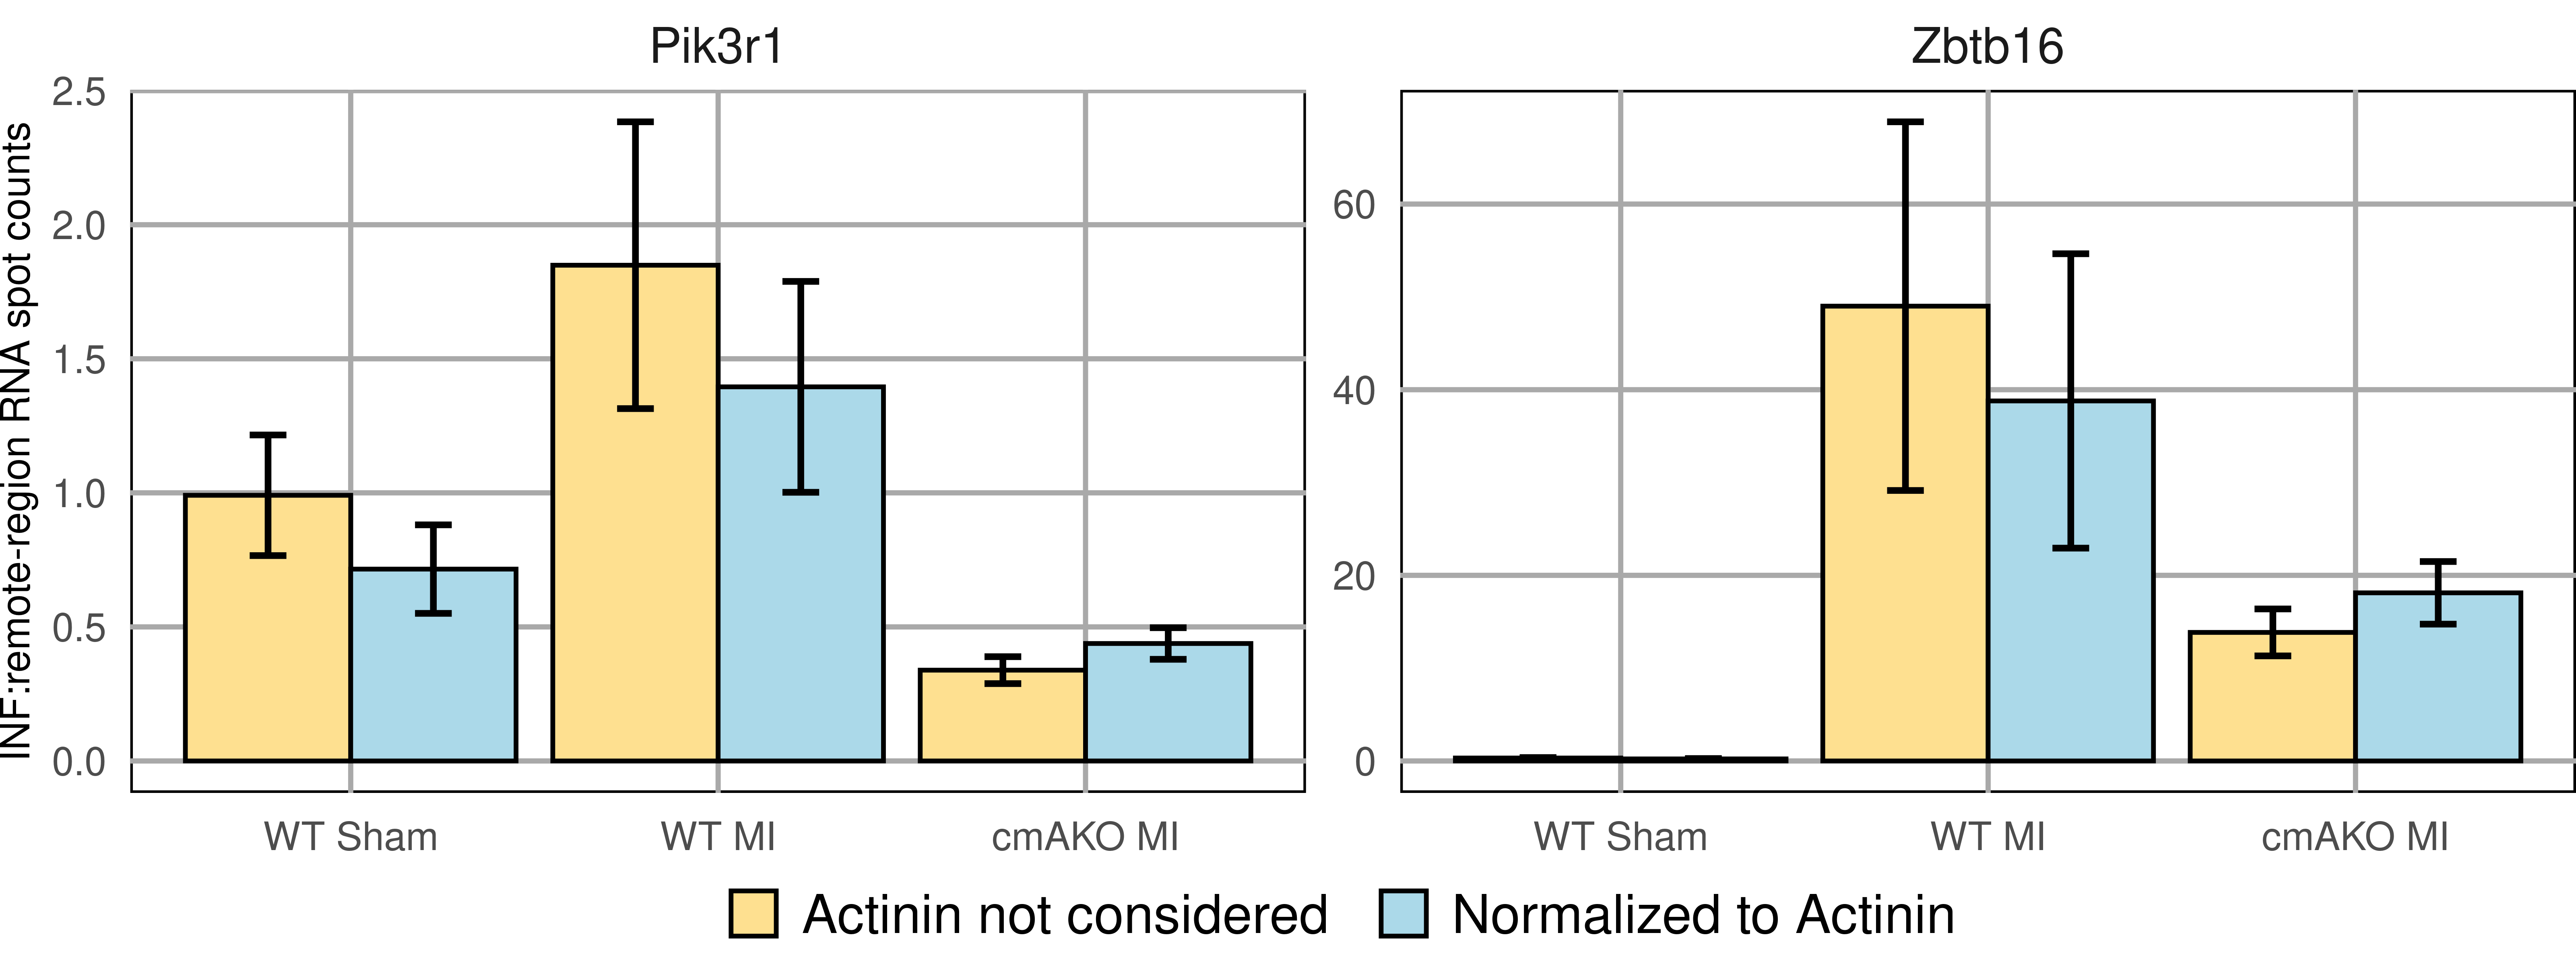 Pik3r1
Zbtb16
INF:remote-region RNA spot counts
2.5
2.0
1.5
1.0
0.5
0.0
60
40
20
0
WT Sham
WT MI
cmAKO MI
WT Sham
WT MI
cmAKO MI
Actinin not considered
Normalized to Actinin